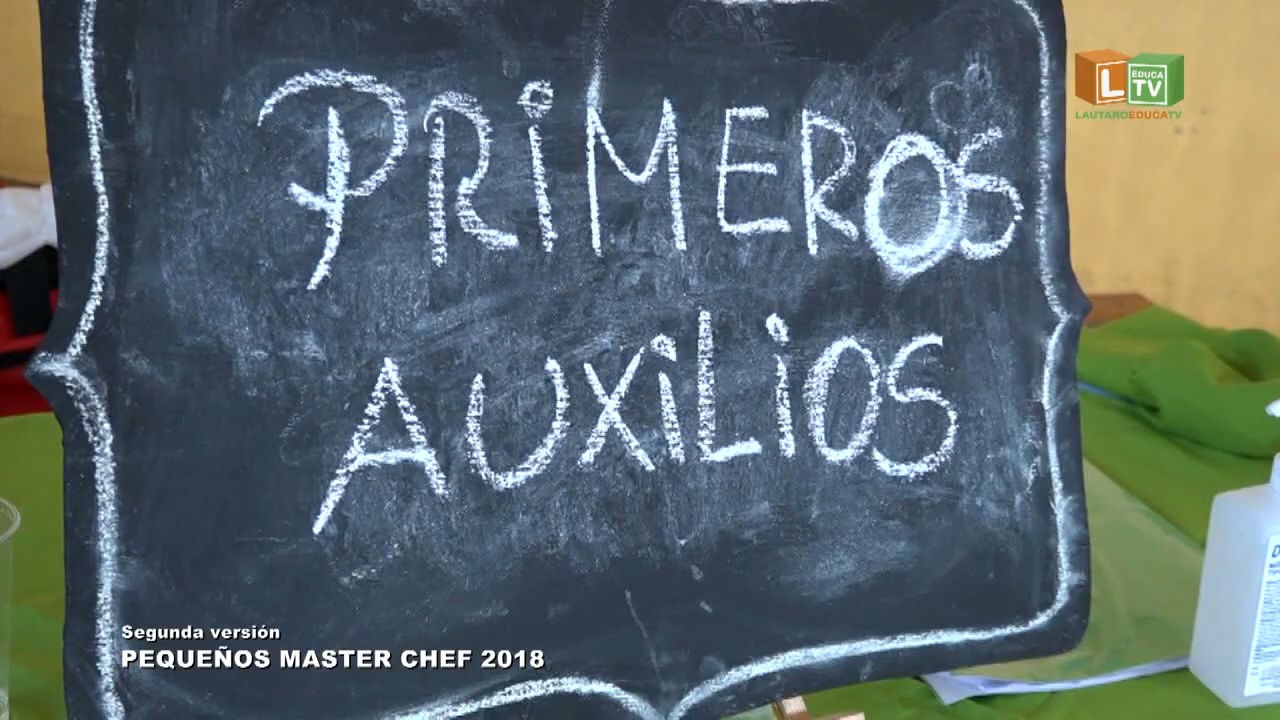 PRiMEROS
AUXiLiOS
L EDUCA TV
LAUTAROEDUCATV
Segunda versión
PEQUEÑOS MASTER CHEF 2018